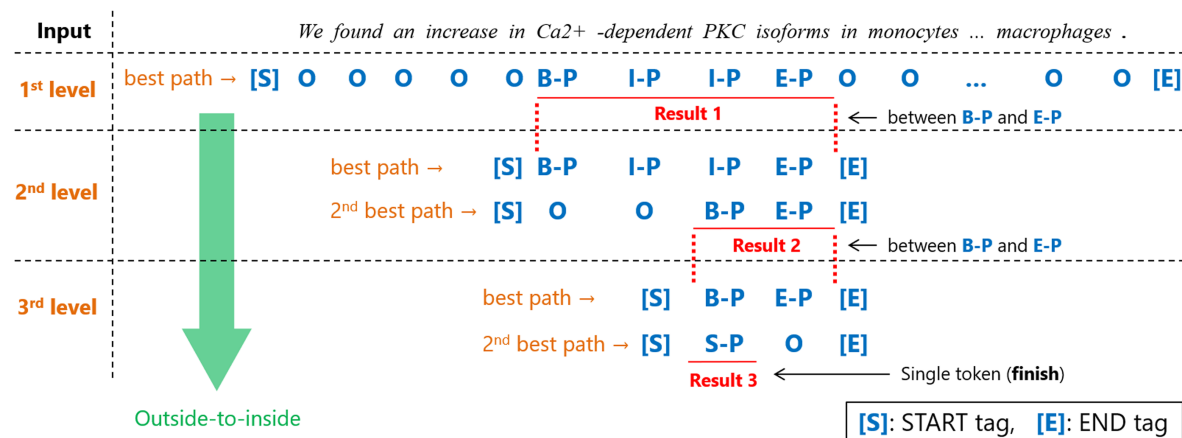 Input We found an increase in Ca2+ -dependent PKC isoforms in monocytes ... macrophages .
1st level best path → [S] O O O O O B-P I-P I-P E-P O O ... O O [E]
Result 1 ← between B-P and E-P
2nd level best path → [S] B-P I-P I-P E-P [E]
2nd best path → [S] O O B-P E-P [E]
Result 2 ← between B-P and E-P
3rd level best path → [S] B-P E-P [E]
2nd best path → [S] S-P O [E]
Result 3 ← Single token (finish)
Outside-to-inside
[S]: START tag, [E]: END tag